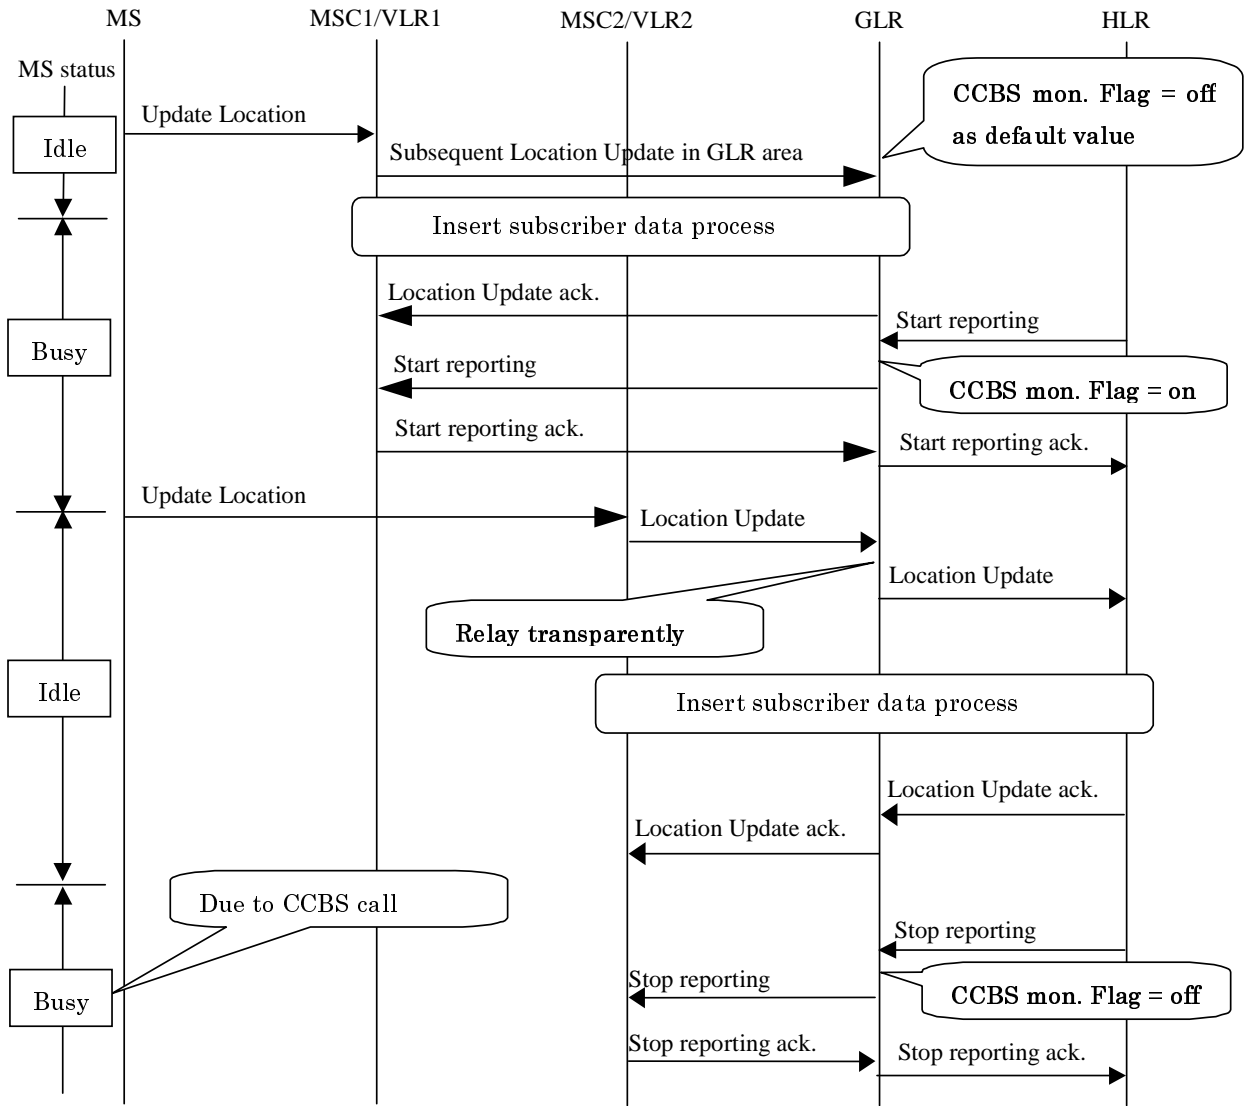 MS
MSC1/VLR1
MSC2/VLR2
GLR
HLR
MS status
CCBS mon. Flag = off
as default value
Update Location
Idle
Subsequent Location Update in GLR area
Insert subscriber data process
Location Update ack.
Start reporting
Busy
Start reporting
CCBS mon. Flag = on
Start reporting ack.
Start reporting ack.
Update Location
Location Update
Location Update
Relay transparently
Idle
Insert subscriber data process
Location Update ack.
Location Update ack.
Due to CCBS call
Stop reporting
Stop reporting
CCBS mon. Flag = off
Busy
Stop reporting ack.
Stop reporting ack.